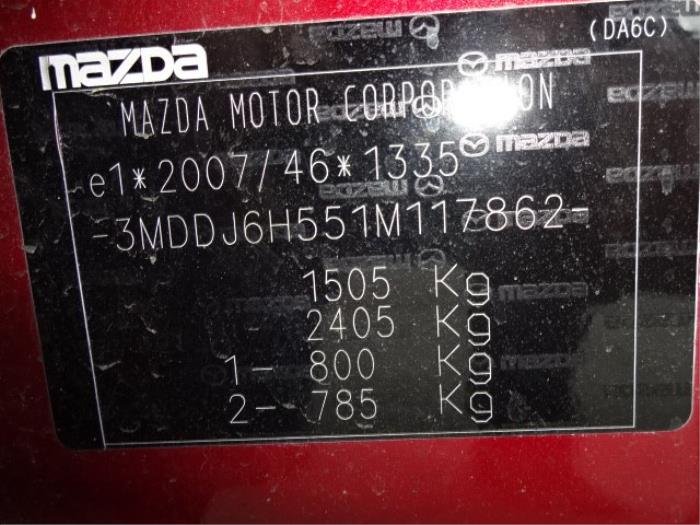 (DA6C)
mazda
MAZDA MOTOR CORPORATION
e1*2007/46*1335
-3MDDJ6H551M117862-
1505 Kg
2405 Kg
1- 800 Kg
2- 785 Kg